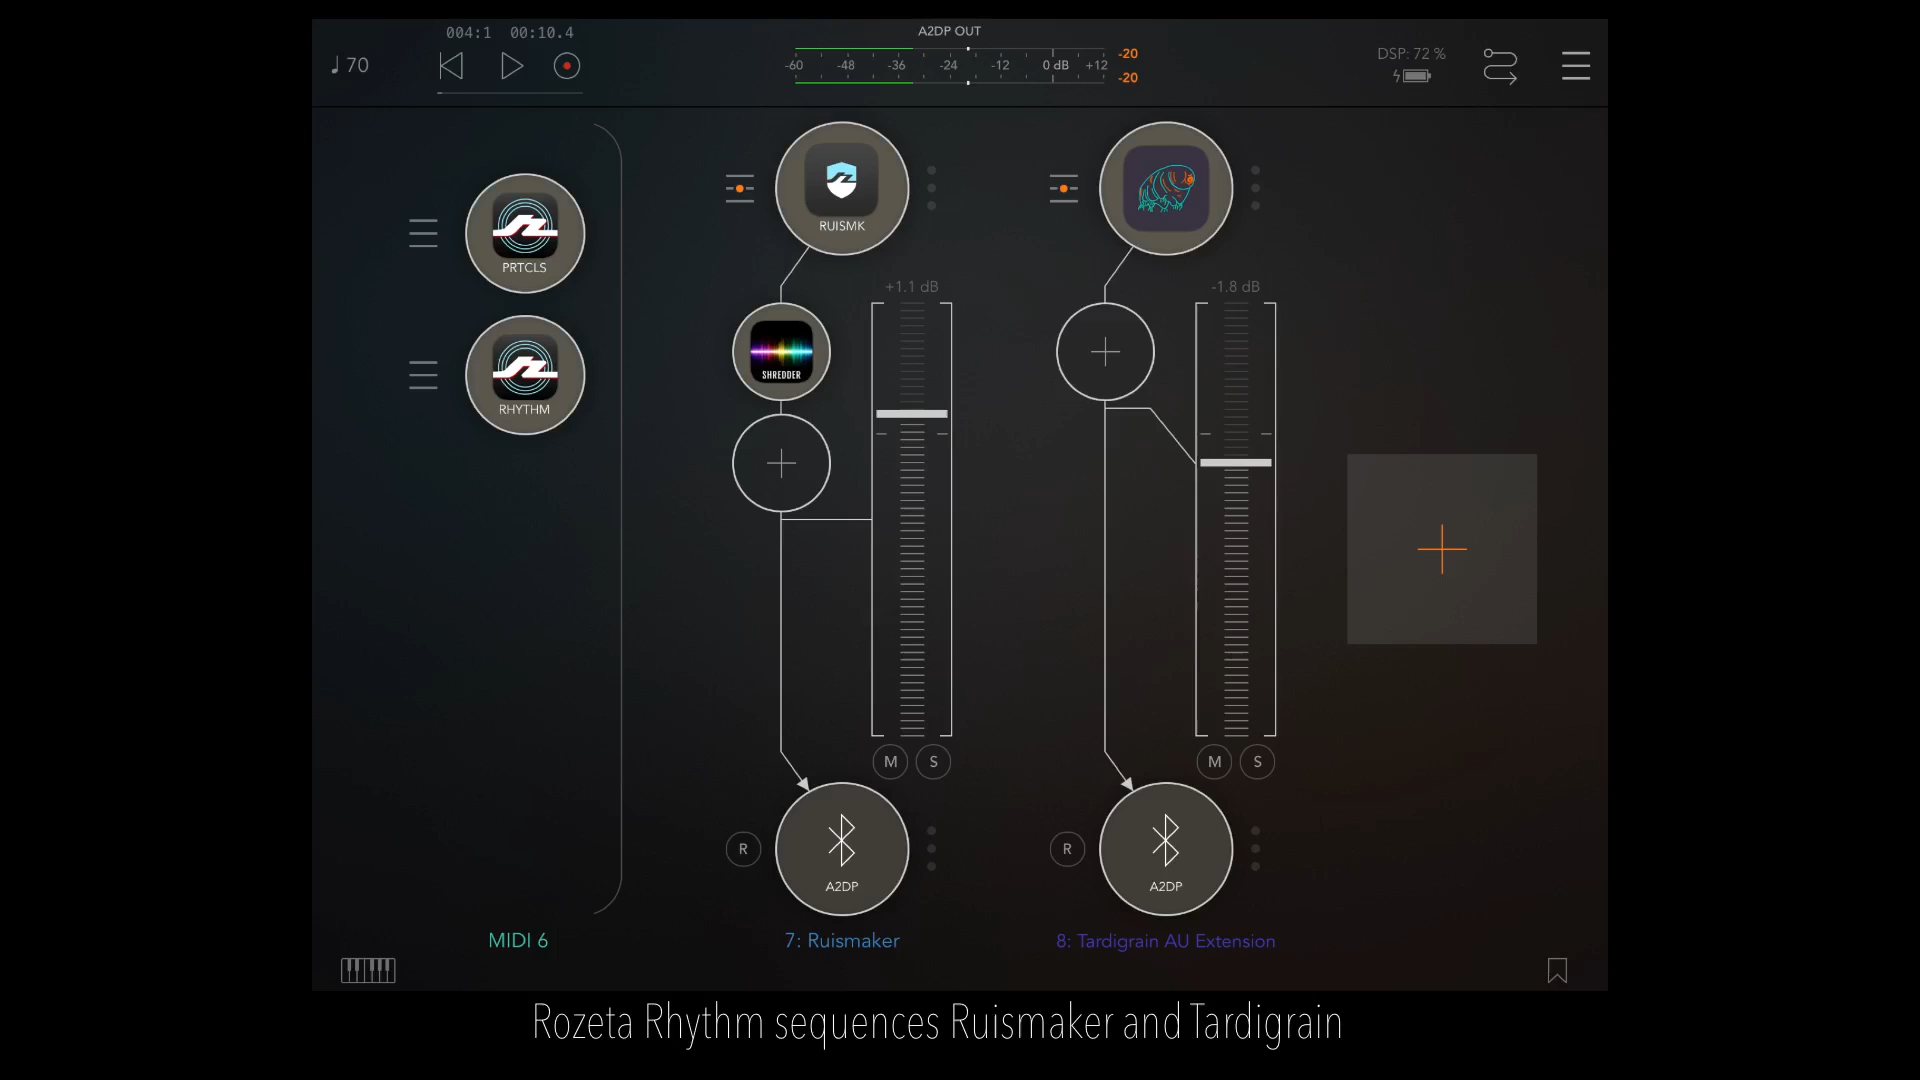 004:1 00:10.4
70
A2DP OUT
-60 -48 -36 -24 -12 0 dB +12
-20
-20
DSP: 72 %
PRTCLS
RHYTHM
RUISMK
+1.1 dB
-1.8 dB
SHREDDER
M S
M S
R
A2DP
R
A2DP
MIDI 6
7: Ruismaker
8: Tardigrain AU Extension
Rozeta Rhythm sequences Ruismaker and Tardigrain